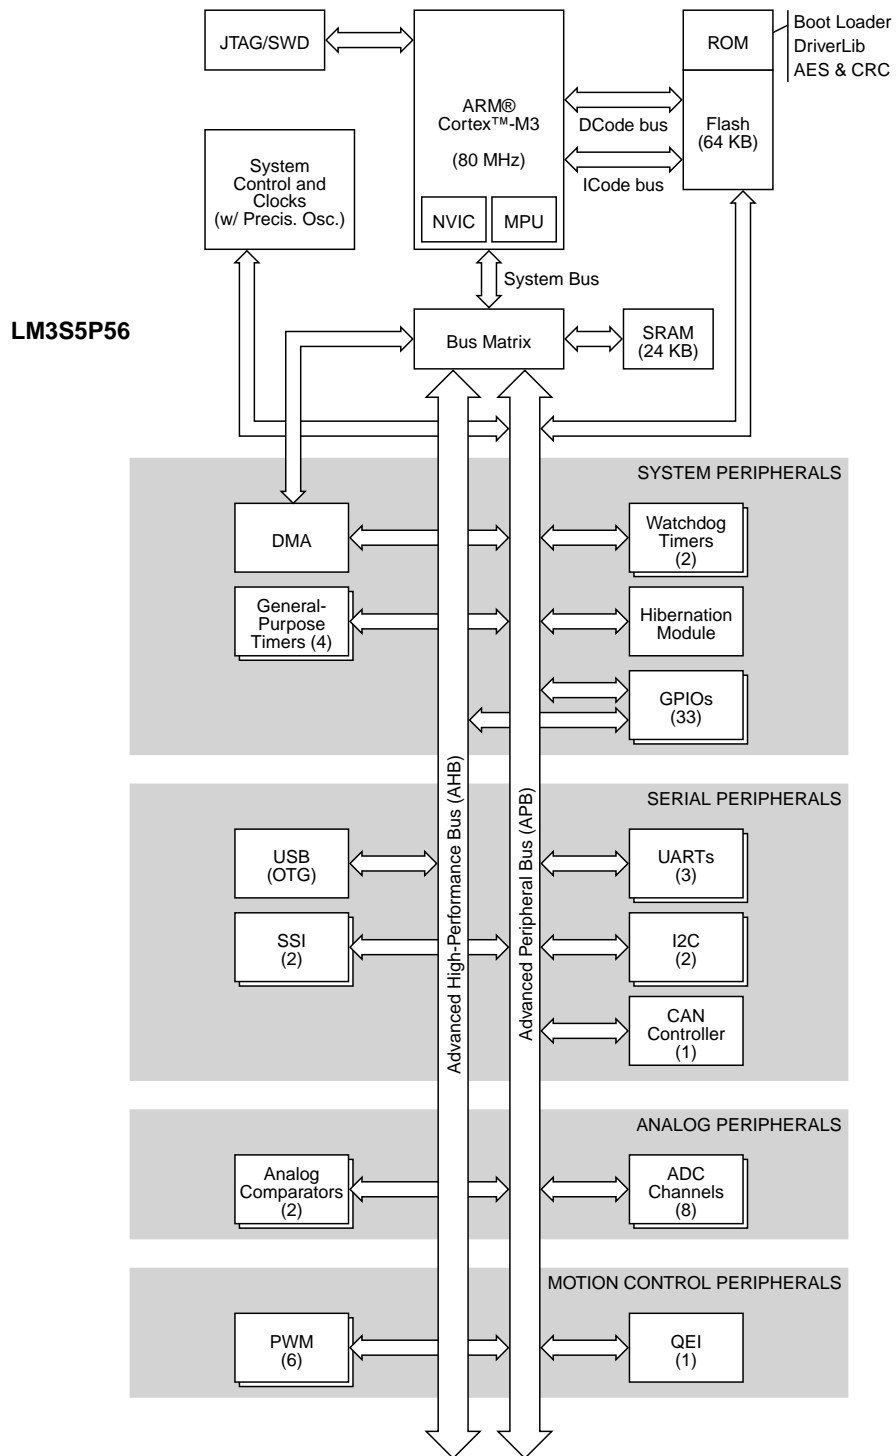 JTAG/SWD
ARM®
Cortex™-M3
(80 MHz)
NVIC
MPU
DCode bus
ICode bus
ROM
Flash
(64 KB)
Boot Loader
DriverLib
AES & CRC
System
Control and
Clocks
(w/ Precis. Osc.)
System Bus
LM3S5P56
Bus Matrix
SRAM
(24 KB)
SYSTEM PERIPHERALS
DMA
Watchdog
Timers
(2)
General-
Purpose
Timers (4)
Hibernation
Module
GPIOs
(33)
Advanced High-Performance Bus (AHB)
Advanced Peripheral Bus (APB)
SERIAL PERIPHERALS
USB
(OTG)
UARTs
(3)
SSI
(2)
I2C
(2)
CAN
Controller
(1)
ANALOG PERIPHERALS
Analog
Comparators
(2)
ADC
Channels
(8)
MOTION CONTROL PERIPHERALS
PWM
(6)
QEI
(1)